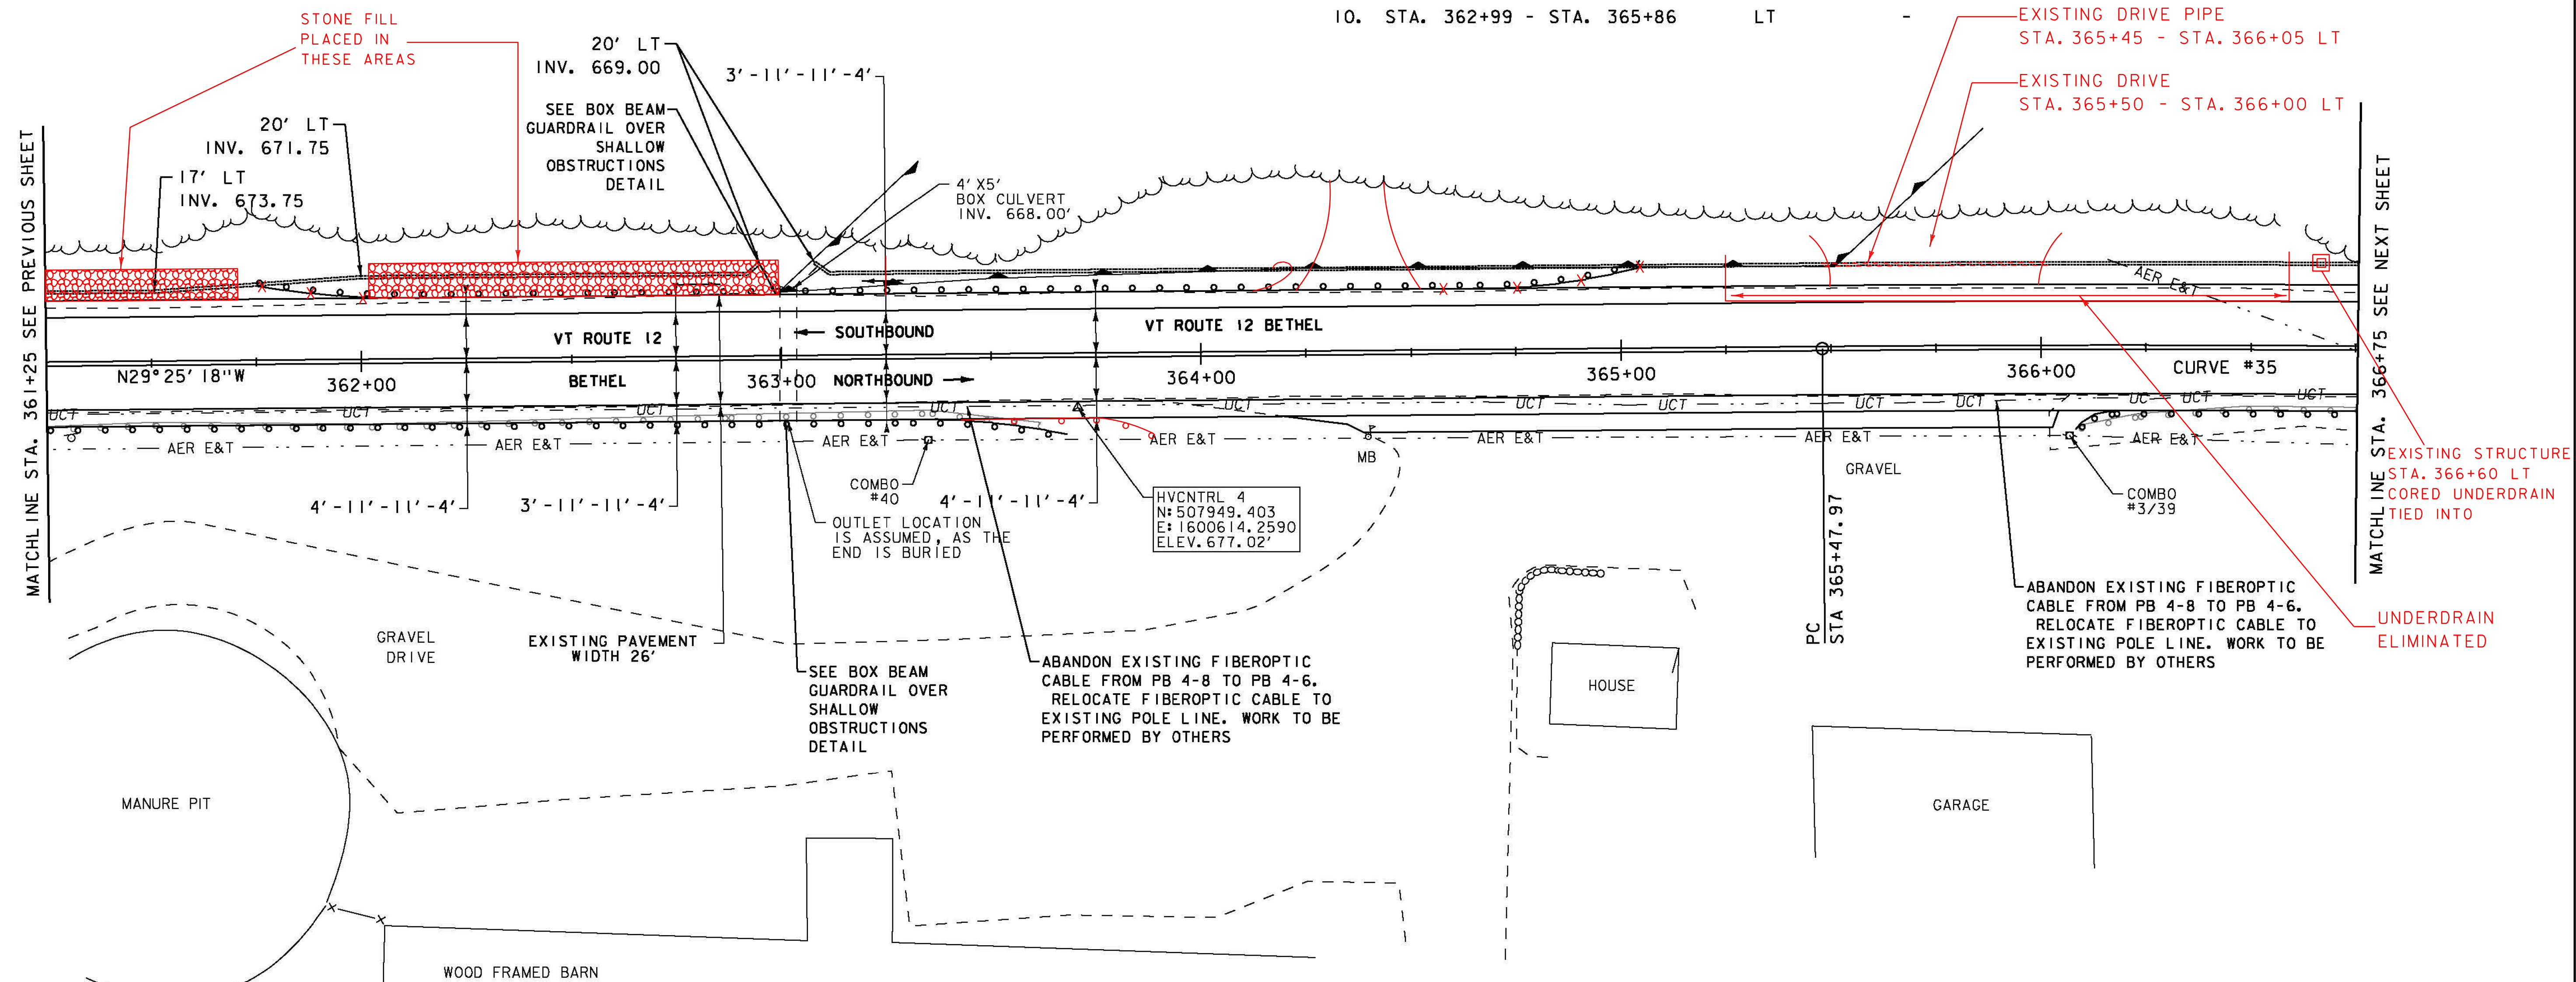 10. STA. 362+99 - STA. 365+86 LT -
STONE FILL
PLACED IN
THESE AREAS
20' LT
INV. 669.00
3'-11'-11'-4'
EXISTING DRIVE PIPE
STA. 365+45 - STA. 366+05 LT
EXISTING DRIVE
STA. 365+50 - STA. 366+00 LT
SEE BOX BEAM
GUARDRAIL OVER
SHALLOW
OBSTRUCTIONS
DETAIL
20' LT
INV. 671.75
17' LT
INV. 673.75
4'X5'
BOX CULVERT
INV. 668.00'
MATCHLINE STA. 361+25 SEE PREVIOUS SHEET
MATCHLINE STA. 366+75 SEE NEXT SHEET
AER E&T
AER E&T
VT ROUTE 12
SOUTHBOUND
VT ROUTE 12 BETHEL
N29°25'18"W
362+00
BETHEL
363+00
NORTHBOUND
364+00
365+00
366+00
CURVE #35
UCT
UCT
UCT
UCT
UCT
UCT
UCT
UCT
UCT
UC
UCT
UCT
AER E&T
AER E&T
AER E&T
AER E&T
AER E&T
AER E&T
AER E&T
MB
GRAVEL
4'-11'-11'-4'
3'-11'-11'-4'
COMBO
#40
4'-11'-11'-4'
OUTLET LOCATION
IS ASSUMED, AS THE
END IS BURIED
HVCNTRL 4
N:507949.403
E:1600614.2590
ELEV.677.02'
PC
STA 365+47.97
COMBO
#3/39
EXISTING STRUCTURE
STA. 366+60 LT
CORED UNDERDRAIN
TIED INTO
ABANDON EXISTING FIBEROPTIC
CABLE FROM PB 4-8 TO PB 4-6.
RELOCATE FIBEROPTIC CABLE TO
EXISTING POLE LINE. WORK TO BE
PERFORMED BY OTHERS
UNDERDRAIN
ELIMINATED
GRAVEL
DRIVE
EXISTING PAVEMENT
WIDTH 26'
SEE BOX BEAM
GUARDRAIL OVER
SHALLOW
OBSTRUCTIONS
DETAIL
ABANDON EXISTING FIBEROPTIC
CABLE FROM PB 4-8 TO PB 4-6.
RELOCATE FIBEROPTIC CABLE TO
EXISTING POLE LINE. WORK TO BE
PERFORMED BY OTHERS
HOUSE
MANURE PIT
GARAGE
WOOD FRAMED BARN